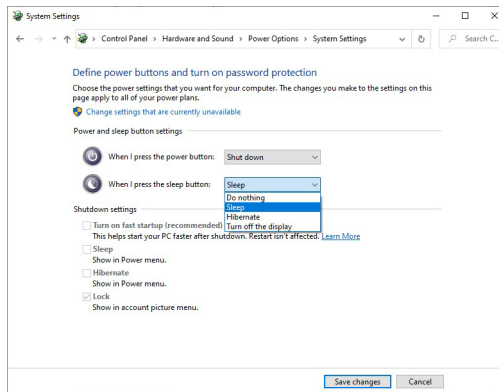 System Settings
Control Panel > Hardware and Sound > Power Options > System Settings
Search C...
Define power buttons and turn on password protection
Choose the power settings that you want for your computer. The changes you make to the settings on this
page apply to all of your power plans.
Change settings that are currently unavailable
Power and sleep button settings
When I press the power button: Shut down
When I press the sleep button: Sleep
Do nothing
Sleep
Hibernate
Turn off the display
Shutdown settings
Turn on fast startup (recommended)
This helps start your PC faster after shutdown. Restart isn't affected. Learn More
Sleep
Show in Power menu.
Hibernate
Show in Power menu.
Lock
Show in account picture menu.
Save changes Cancel